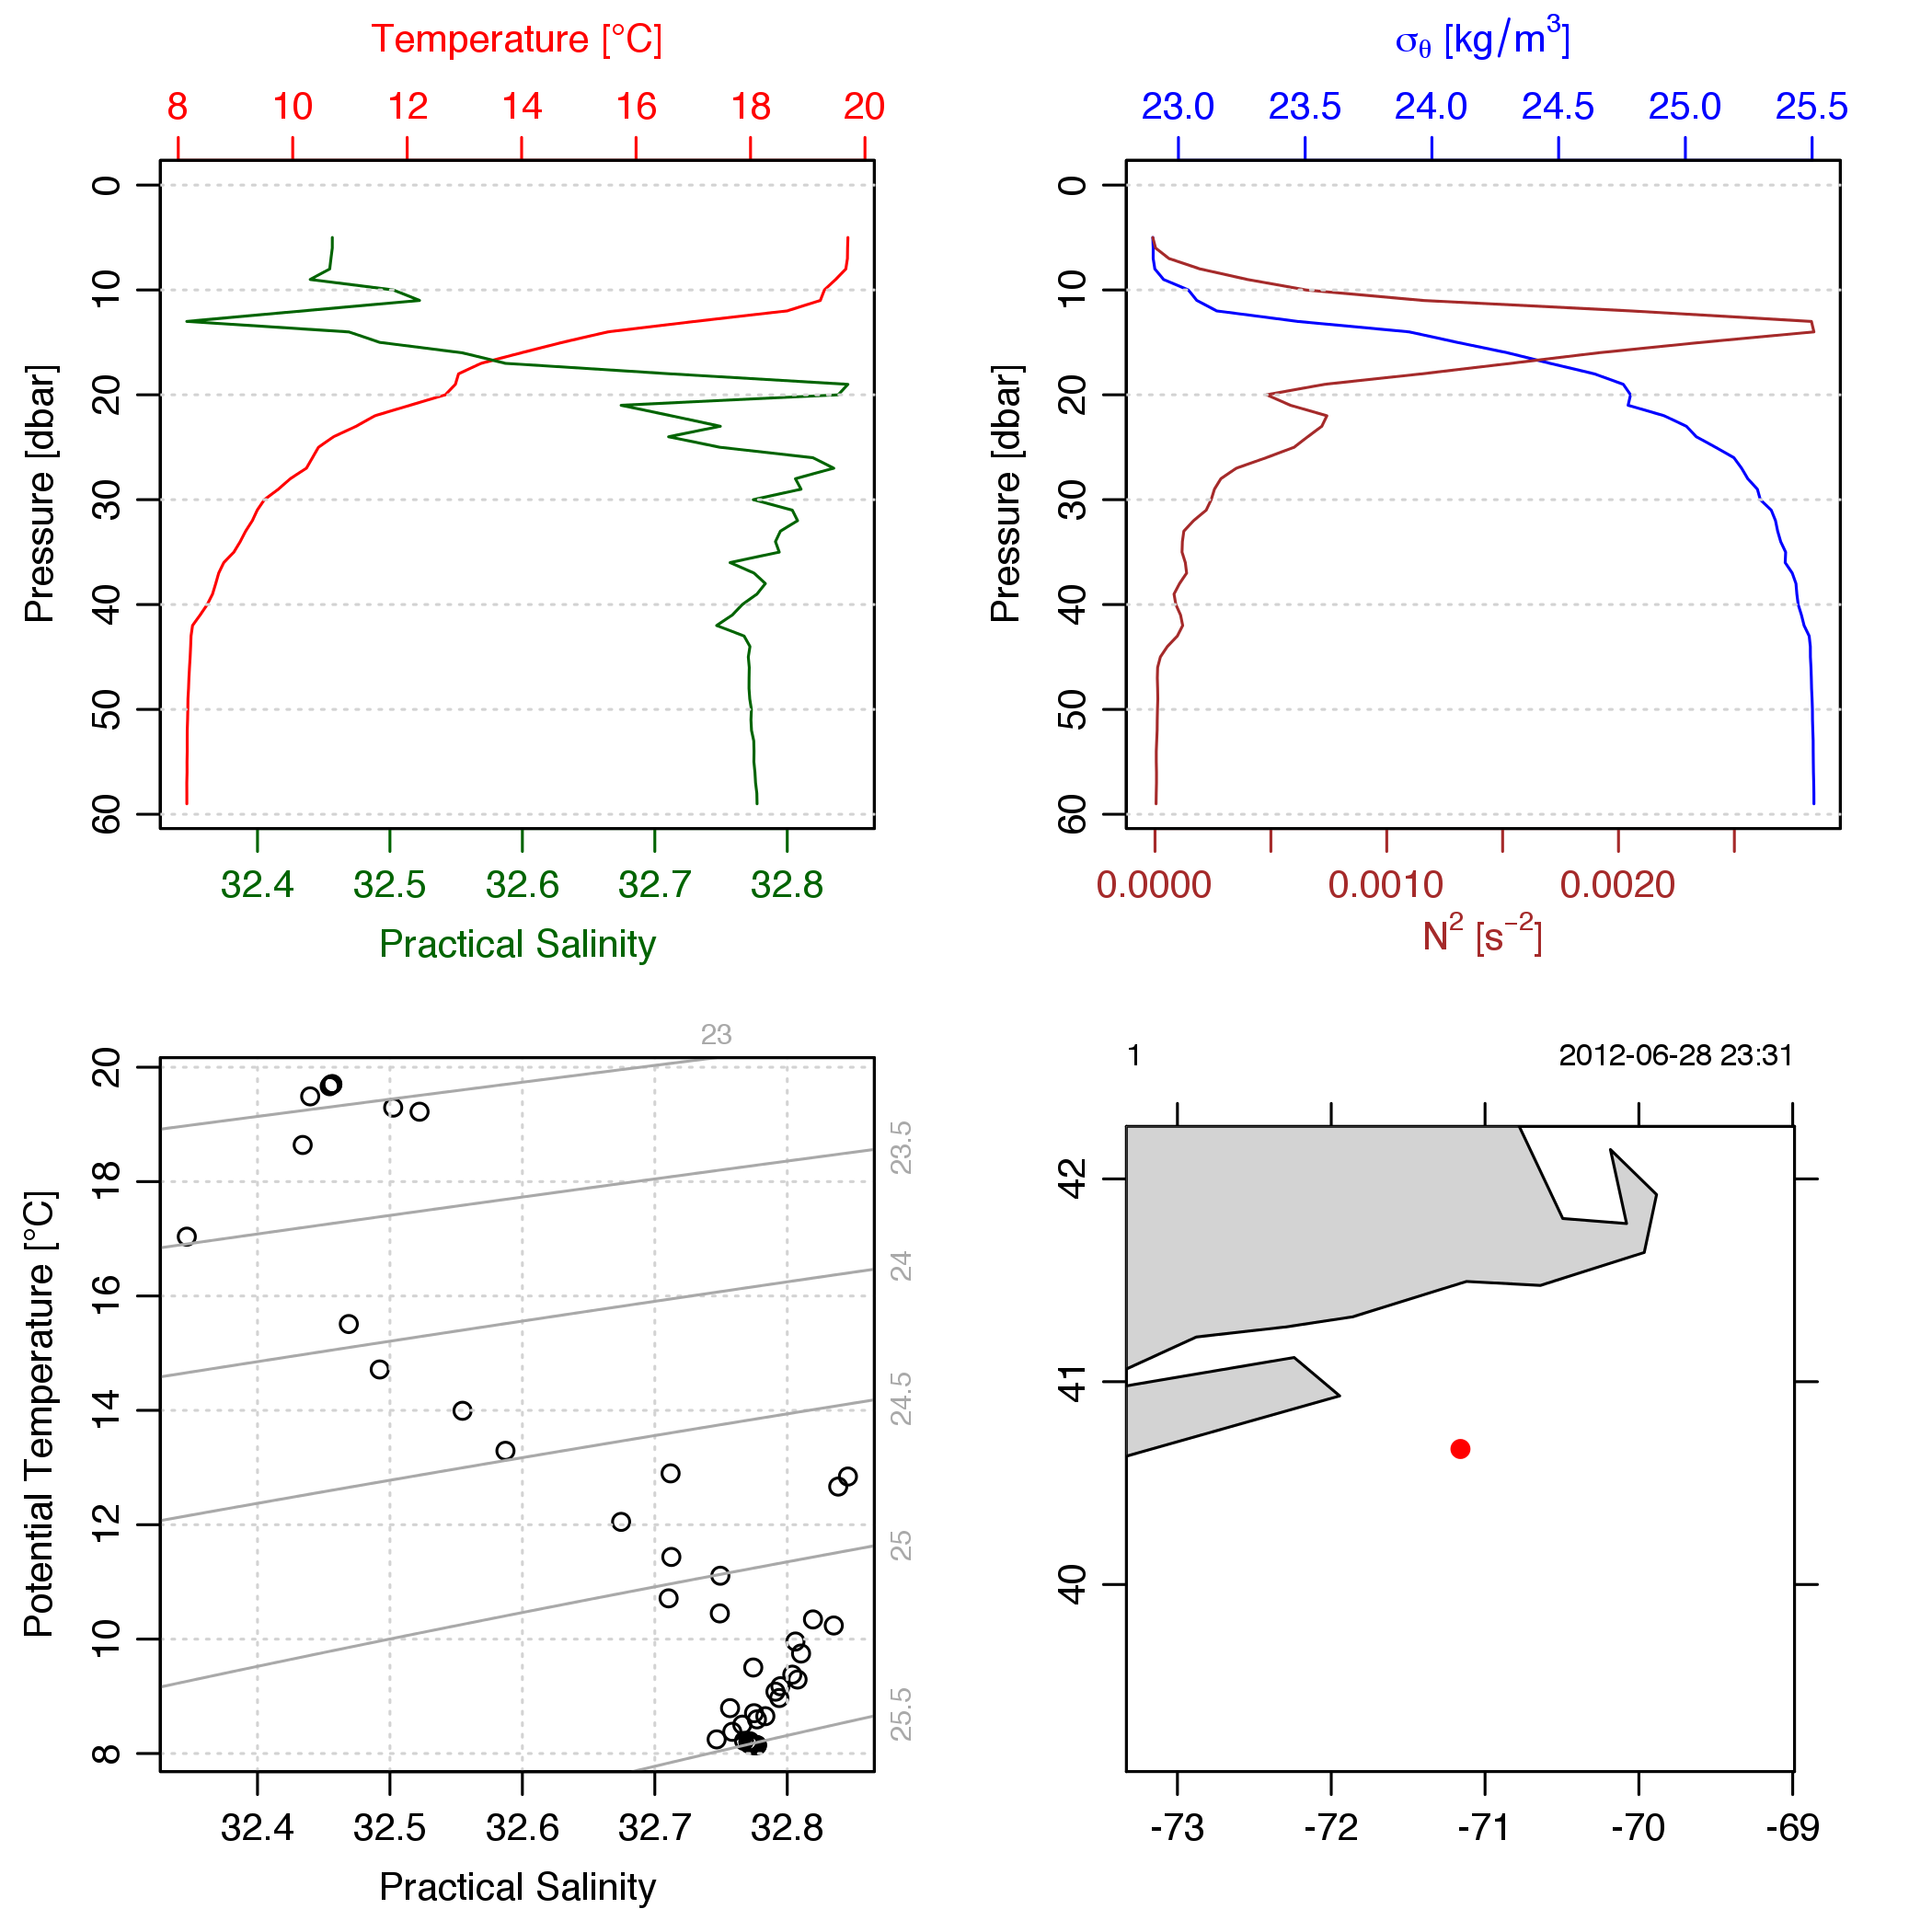 Temperature [°C]
8 10 12 14 16 18 20
0
10
20
30
40
50
60
Pressure [dbar]
32.4 32.5 32.6 32.7 32.8
Practical Salinity
σθ [kg/m³]
23.0 23.5 24.0 24.5 25.0 25.5
0
10
20
30
40
50
60
Pressure [dbar]
0.0000 0.0010 0.0020
N² [s⁻²]
23
20
18
16
14
12
10
8
Potential Temperature [°C]
23.5
24
24.5
25
25.5
32.4 32.5 32.6 32.7 32.8
Practical Salinity
1 2012-06-28 23:31
42
41
40
-73 -72 -71 -70 -69